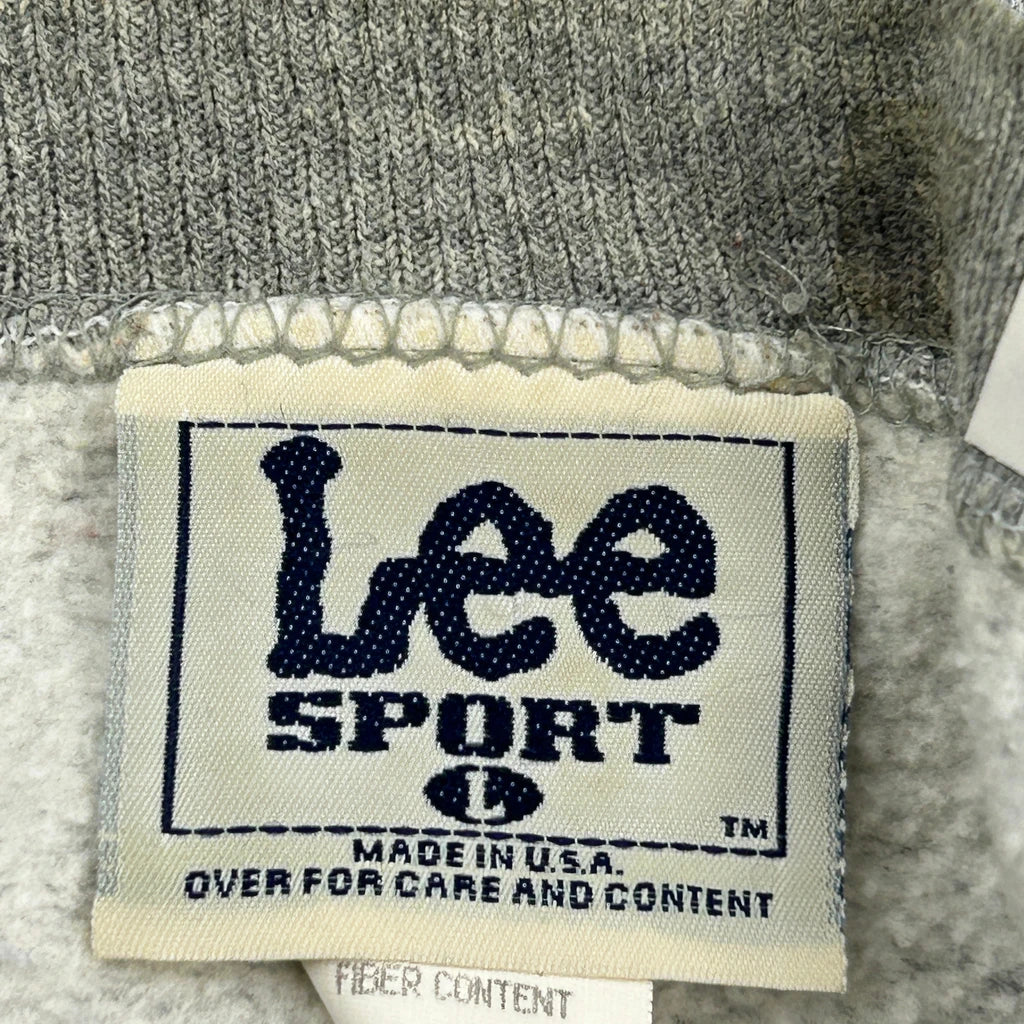 Lee
SPORT
L
TM
MADE IN U.S.A.
OVER FOR CARE AND CONTENT
FIBER CONTENT